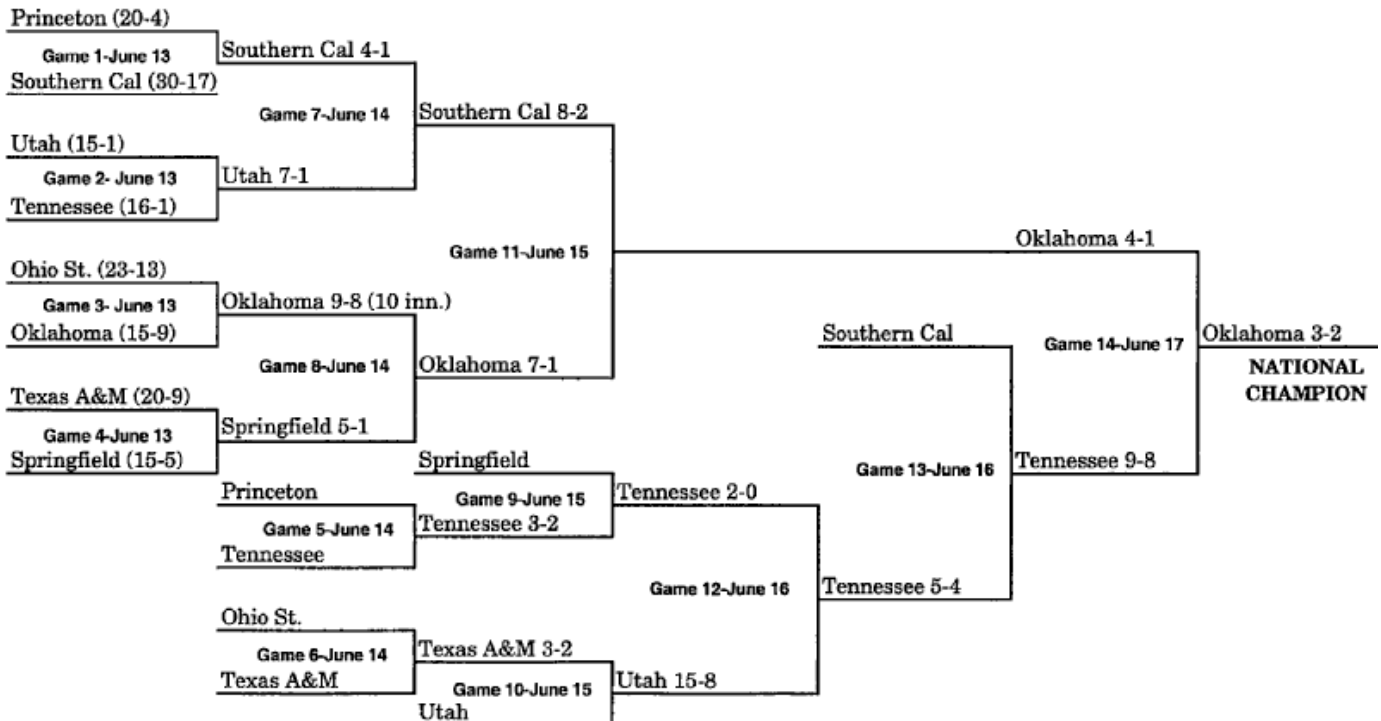 Princeton (20-4)
Game 1-June 13
Southern Cal (30-17)
Southern Cal 4-1
Game 7-June 14
Southern Cal 8-2
Utah (15-1)
Game 2- June 13
Tennessee (16-1)
Utah 7-1
Game 11-June 15
Oklahoma 4-1
Ohio St. (23-13)
Game 3- June 13
Oklahoma (15-9)
Oklahoma 9-8 (10 inn.)
Game 8-June 14
Oklahoma 7-1
Texas A&M (20-9)
Game 4-June 13
Springfield (15-5)
Springfield 5-1
Southern Cal
Game 14-June 17
Oklahoma 3-2
NATIONAL
CHAMPION
Game 13-June 16
Tennessee 9-8
Springfield
Game 9-June 15
Tennessee 2-0
Princeton
Game 5-June 14
Tennessee
Tennessee 3-2
Game 12-June 16
Tennessee 5-4
Ohio St.
Game 6-June 14
Texas A&M
Texas A&M 3-2
Game 10-June 15
Utah
Utah 15-8